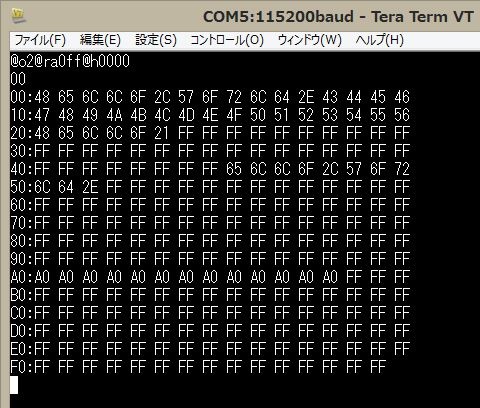 COM5:115200baud - Tera Term VT
ファイル(F) 編集(E) 設定(S) コントロール(O) ウィンドウ(W) ヘルプ(H)
@o2@ra0ff@h0000
00
00:48 65 6C 6C 6F 2C 57 6F 72 6C 64 2E 43 44 45 46
10:47 48 49 4A 4B 4C 4D 4E 4F 50 51 52 53 54 55 56
20:48 65 6C 6C 6F 21 FF FF FF FF FF FF FF FF FF FF
30:FF FF FF FF FF FF FF FF FF FF FF FF FF FF FF FF
40:FF FF FF FF FF FF FF FF 65 6C 6C 6F 2C 57 6F 72
50:6C 64 2E FF FF FF FF FF FF FF FF FF FF FF FF FF
60:FF FF FF FF FF FF FF FF FF FF FF FF FF FF FF FF
70:FF FF FF FF FF FF FF FF FF FF FF FF FF FF FF FF
80:FF FF FF FF FF FF FF FF FF FF FF FF FF FF FF FF
90:FF FF FF FF FF FF FF FF FF FF FF FF FF FF FF FF
A0:A0 A0 A0 A0 A0 A0 A0 A0 A0 A0 A0 A0 A0 FF FF FF
B0:FF FF FF FF FF FF FF FF FF FF FF FF FF FF FF FF
C0:FF FF FF FF FF FF FF FF FF FF FF FF FF FF FF FF
D0:FF FF FF FF FF FF FF FF FF FF FF FF FF FF FF FF
E0:FF FF FF FF FF FF FF FF FF FF FF FF FF FF FF FF
F0:FF FF FF FF FF FF FF FF FF FF FF FF FF FF FF